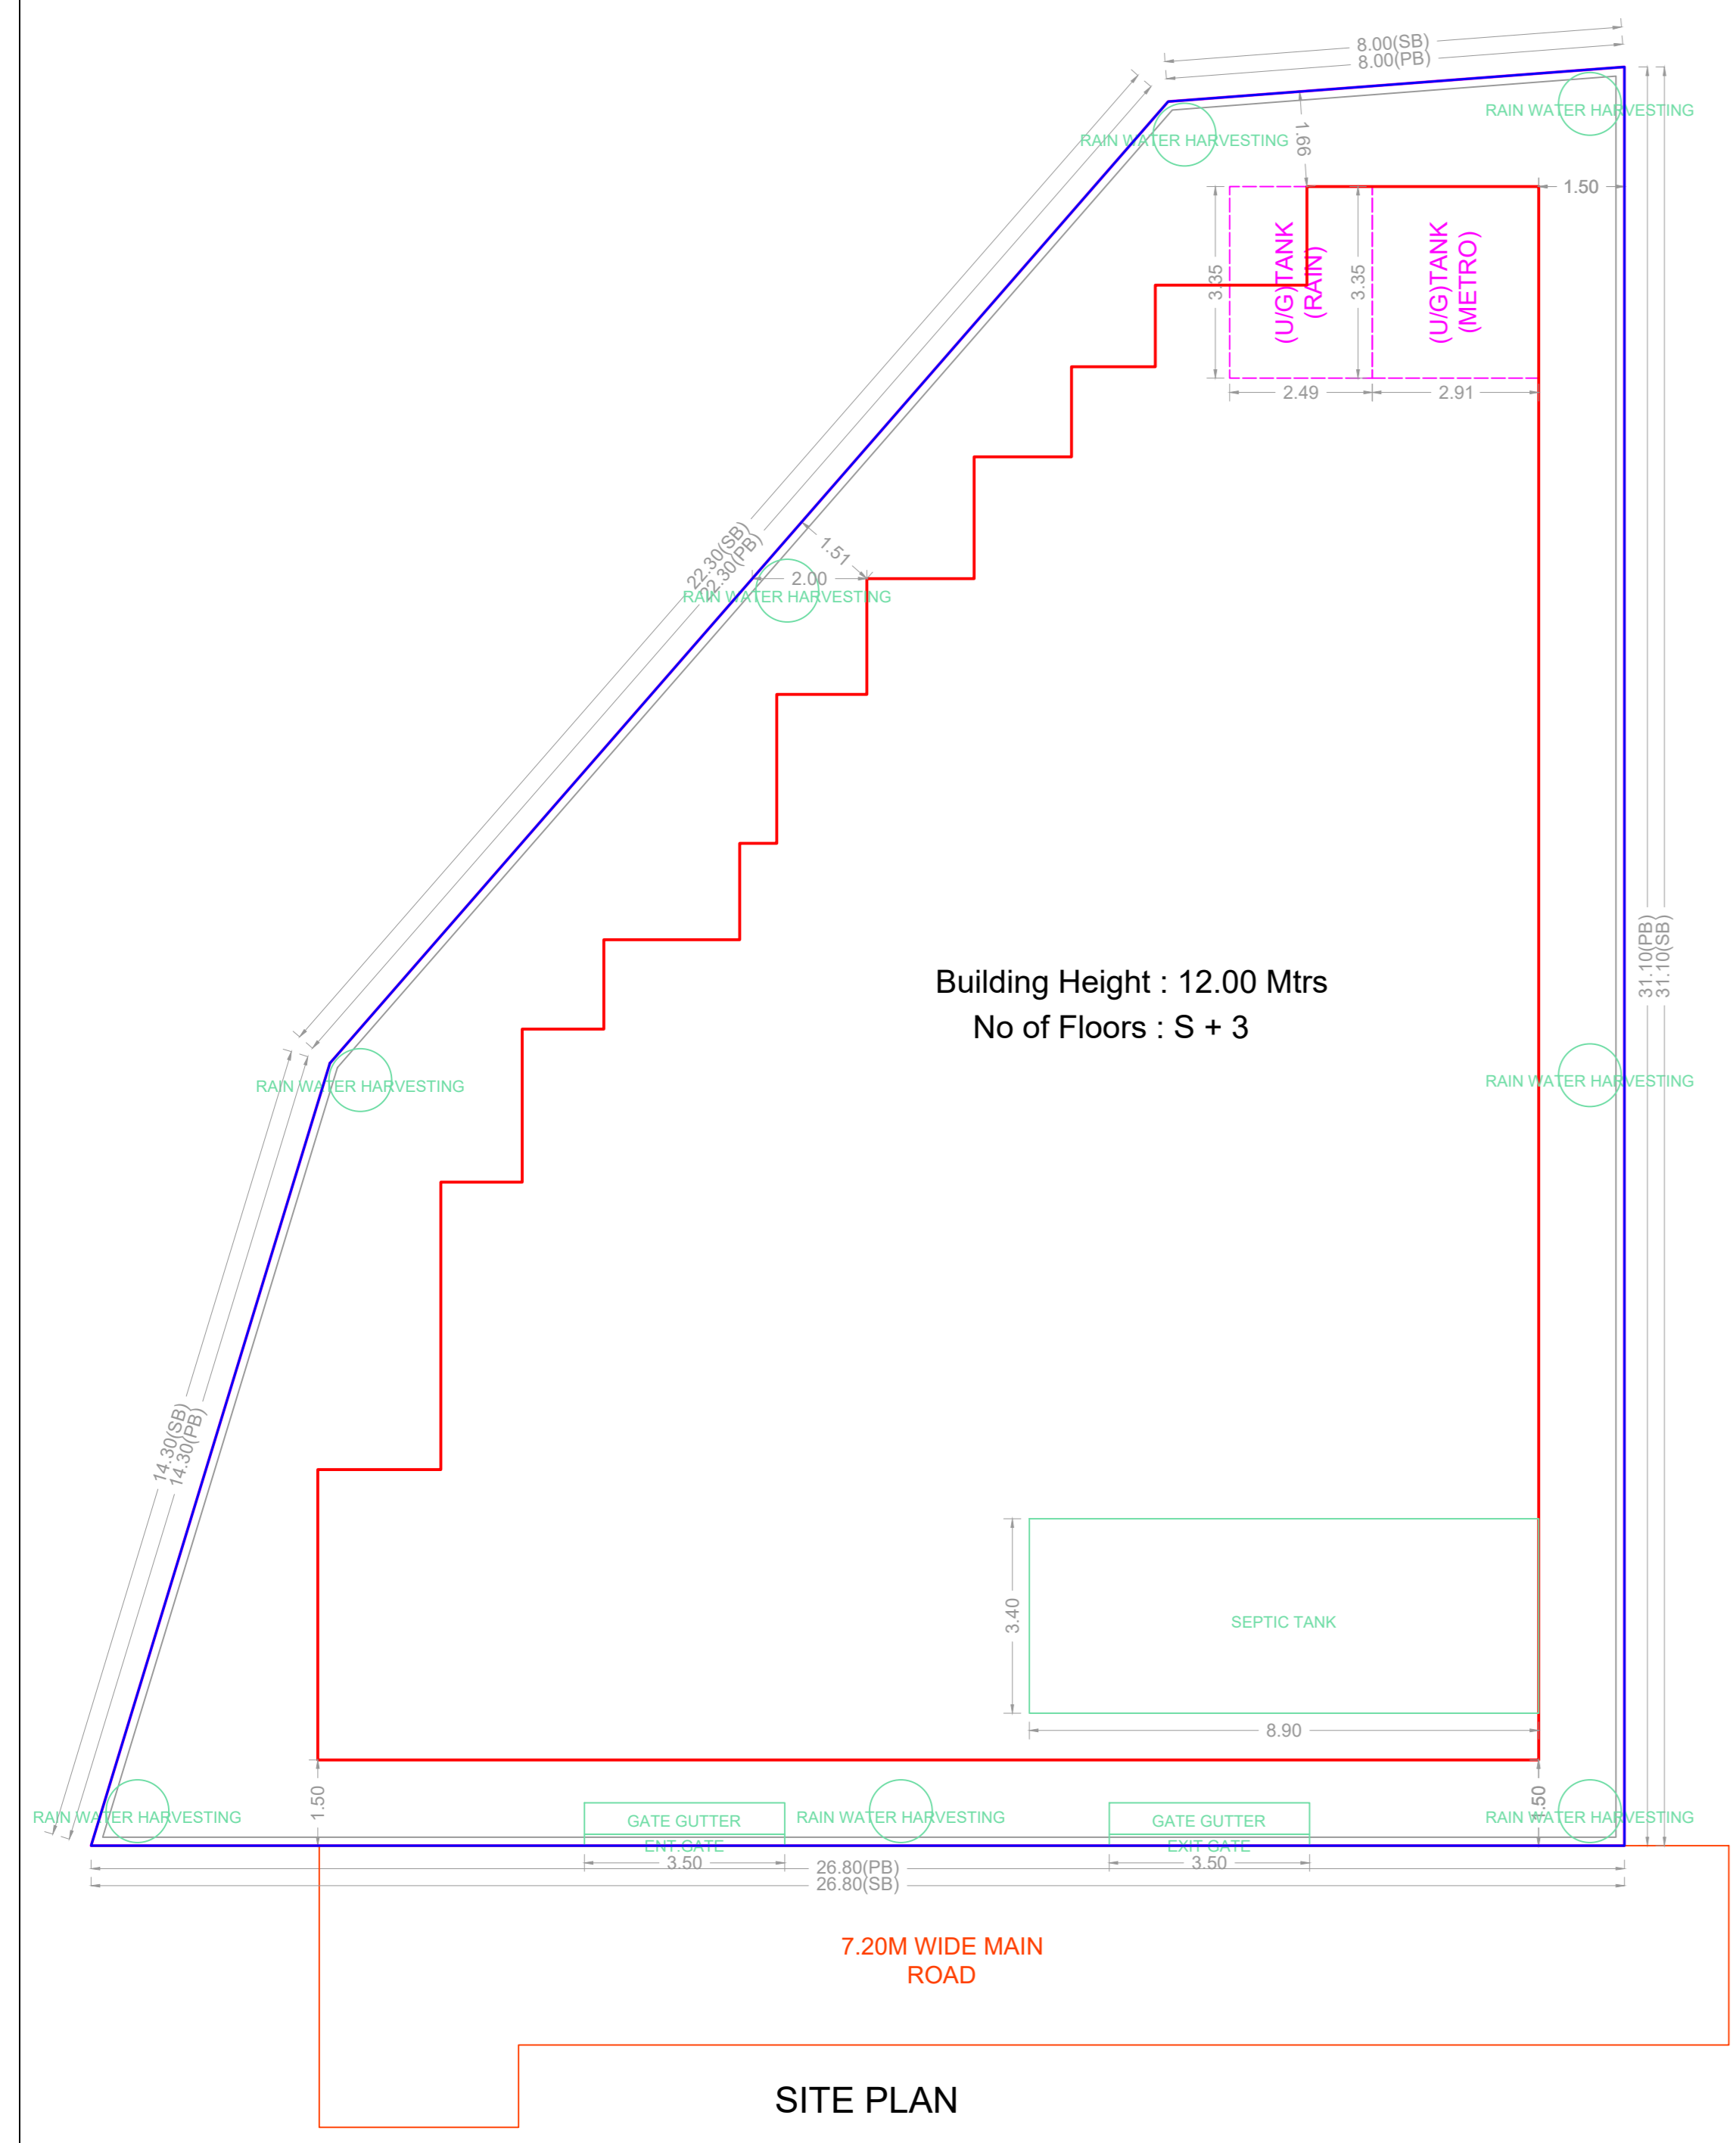 8.00(SB)
8.00(PB)
RAIN WATER HARVESTING
RAIN WATER HARVESTING
1.66
1.50
(U/G)TANK
(RAIN)
(U/G)TANK
(METRO)
3.35
3.35
2.49
2.91
22.30(SB)
22.30(PB)
1.51
2.00
RAIN WATER HARVESTING
31.10(PB)
31.10(SB)
Building Height : 12.00 Mtrs
No of Floors : S + 3
RAIN WATER HARVESTING
RAIN WATER HARVESTING
14.30(SB)
14.30(PB)
3.40
SEPTIC TANK
8.90
1.50
1.50
RAIN WATER HARVESTING
GATE GUTTER
RAIN WATER HARVESTING
GATE GUTTER
RAIN WATER HARVESTING
ENT.GATE
EXIT GATE
3.50
3.50
26.80(PB)
26.80(SB)
7.20M WIDE MAIN
ROAD
SITE PLAN